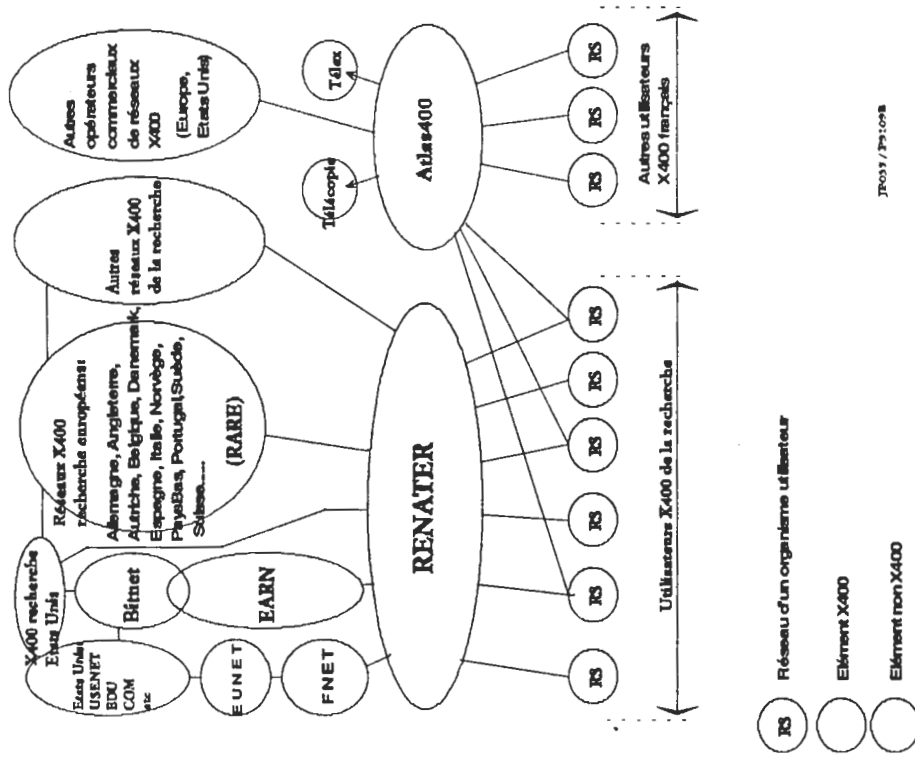 X400 recherche
Etats Unis
Etats Unis:
USENET
EDU
COM
etc
Bitnet
EARN
EUNET
FNET
Réseaux X400
recherche européens:
Allemagne, Angleterre,
Autriche, Belgique, Danemark,
Espagne, Italie, Norvège,
PaysBas, Portugal,Suède,
Suisse.....
(RARE)
Autres
réseaux X400
de la recherche
Autres
opérateurs
commerciaux
de réseaux
X400
(Europe,
Etats Unis)
Télécopie
Télex
RENATER
Atlas400
RS
RS
RS
RS
RS
RS
RS
RS
RS
Utilisateurs X400 de la recherche
Autres utilisateurs
X400 français
RS
Réseau d'un organisme utilisateur
Elément X400
Elément non X400